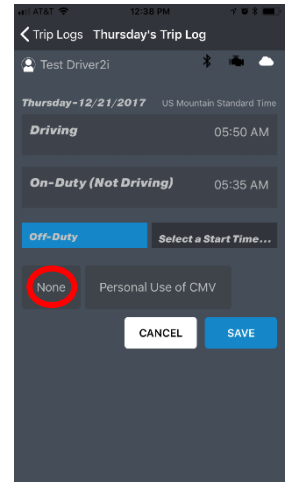 AT&T 12:38 PM
Trip Logs Thursday's Trip Log
Test Driver2i
Thursday-12/21/2017 US Mountain Standard Time
Driving 05:50 AM
On-Duty (Not Driving) 05:35 AM
Off-Duty Select a Start Time...
None Personal Use of CMV
CANCEL SAVE